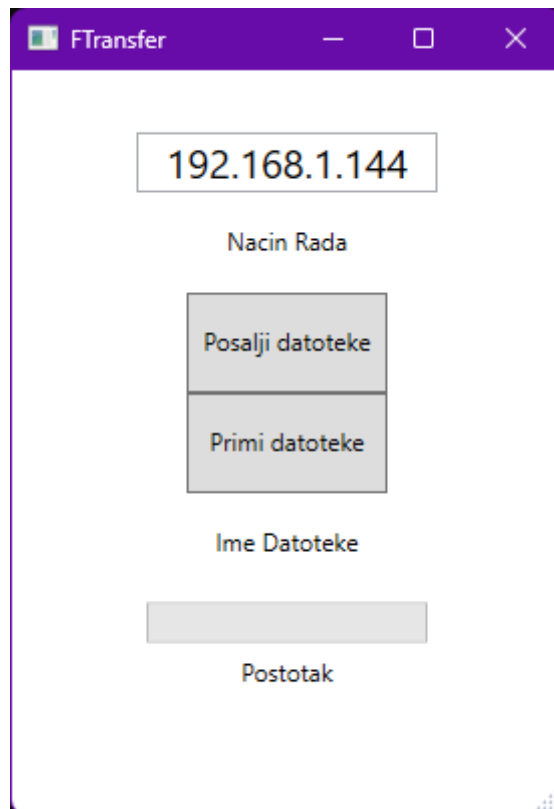 FTransfer
192.168.1.144
Nacin Rada
Posalji datoteke
Primi datoteke
Ime Datoteke
Postotak